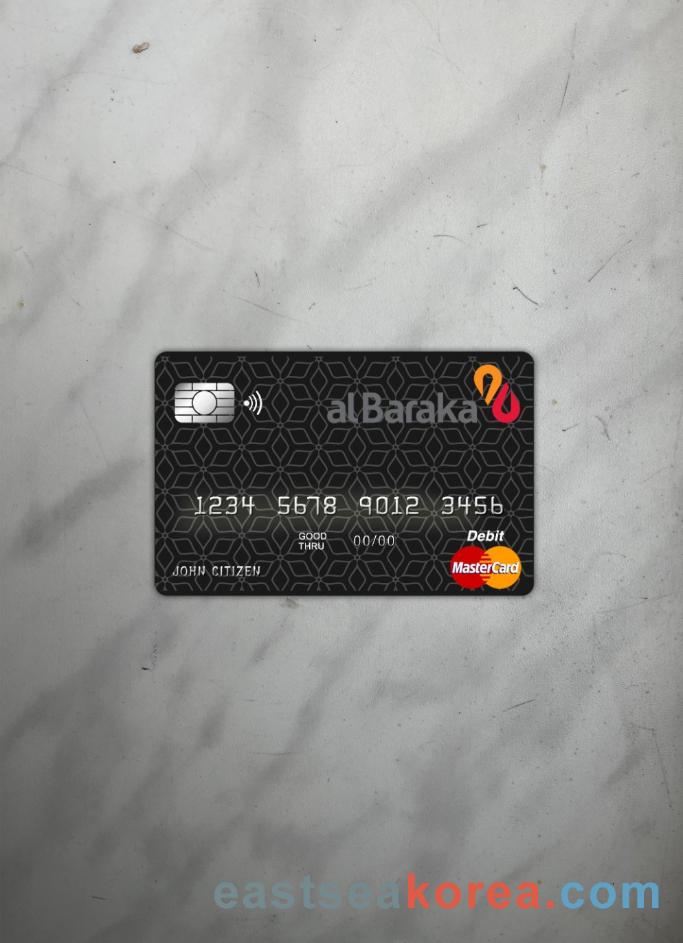 alBaraka
1234 5678 9012 3456
GOOD
THRU
00/00
Debit
MasterCard
JOHN CITIZEN
eastseakorea.com